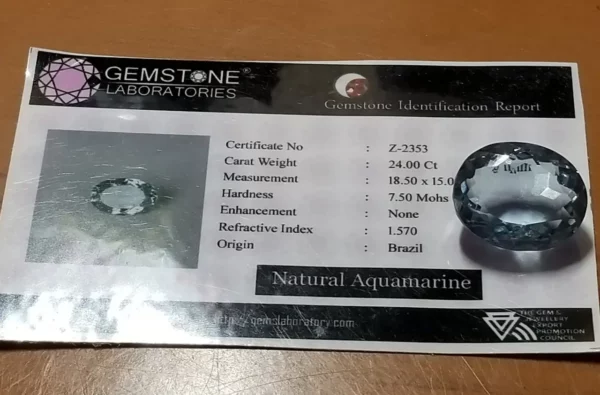 GEMSTONE®
LABORATORIES
Gemstone Identification Report
Certificate No : Z-2353
Carat Weight : 24.00 Ct
Measurement : 18.50 x 15.0
Hardness : 7.50 Mohs
Enhancement : None
Refractive Index : 1.570
Origin : Brazil
Natural Aquamarine
http://gemslaboratory.com
THE GEM &
JEWELLERY
EXPORT
PROMOTION
COUNCIL